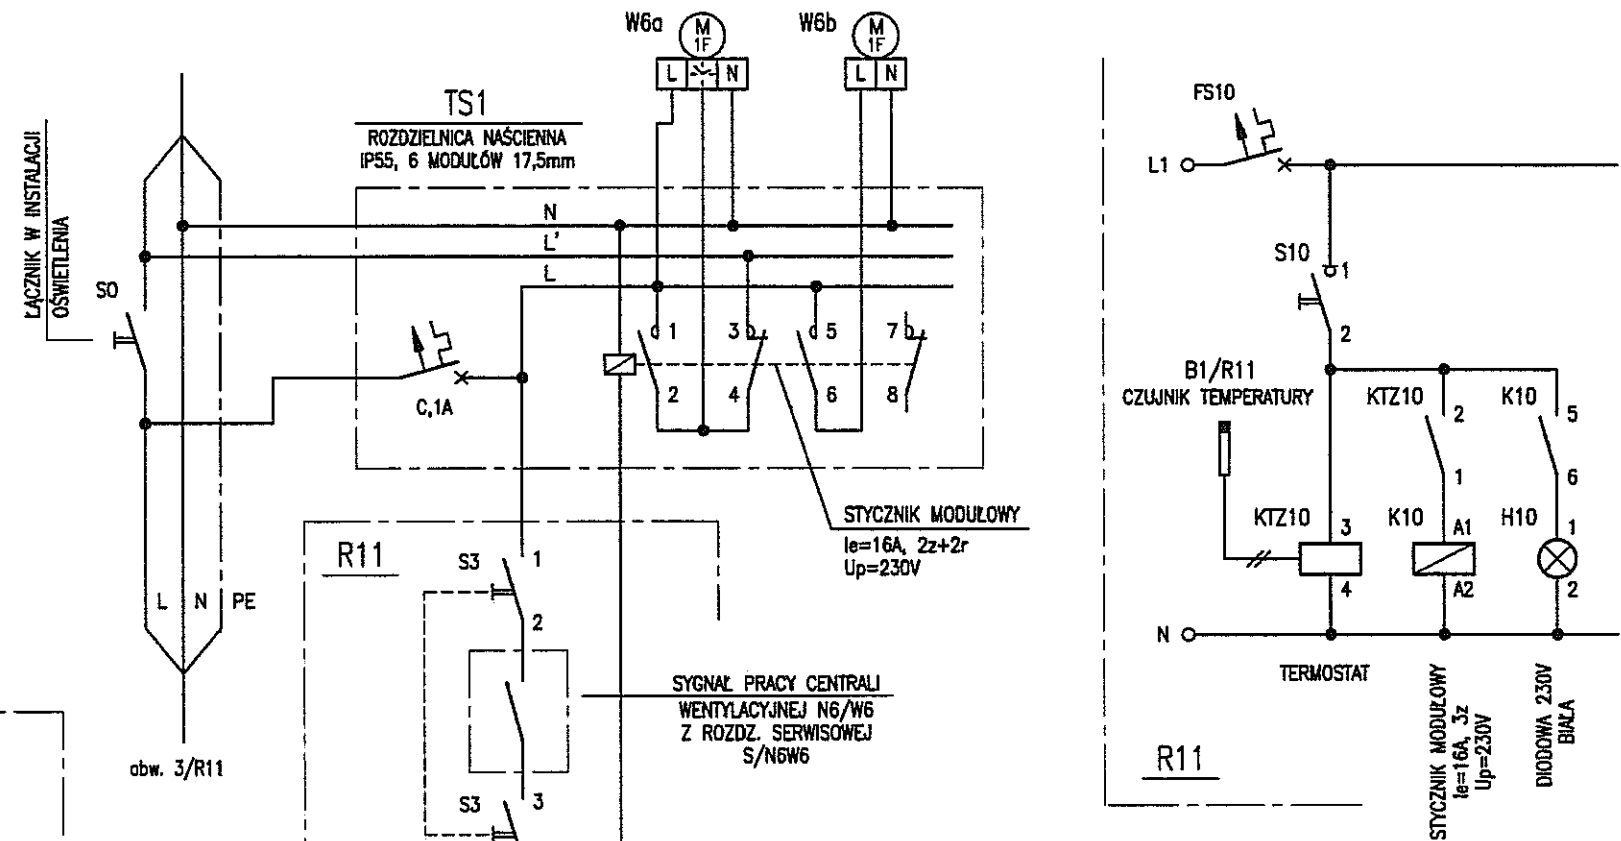 W6a
M
1F
L
N
W6b
M
1F
L
N
TS1
ROZDZIELNICA NAŚCIENNA
IP55, 6 MODUŁÓW 17,5mm
ŁĄCZNIK W INSTALACJI
OŚWIETLENIA
S0
N
L'
L
C,1A
1
2
3
4
5
6
7
8
STYCZNIK MODUŁOWY
Ie=16A, 2z+2r
Up=230V
L
N
PE
obw. 3/R11
R11
S3
1
2
SYGNAŁ PRACY CENTRALI
WENTYLACYJNEJ N6/W6
Z ROZDZ. SERWISOWEJ
S/N6W6
S3
3
FS10
L1
S10
1
2
B1/R11
CZUJNIK TEMPERATURY
KTZ10
2
1
K10
5
6
KTZ10
3
4
K10
A1
A2
H10
1
2
N
TERMOSTAT
STYCZNIK MODUŁOWY
Ie=16A, 3z
Up=230V
DIODOWA 230V
BIAŁA
R11